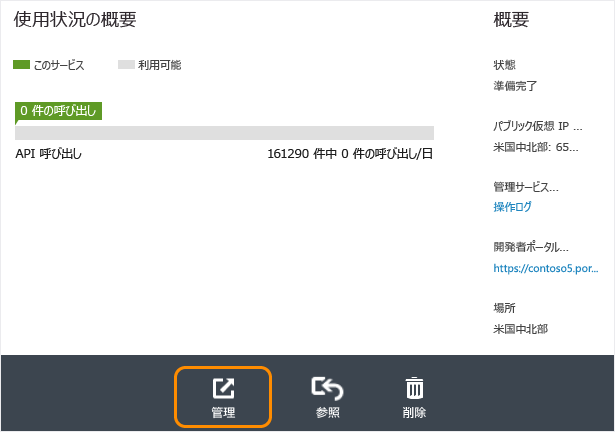 使用状況の概要
このサービス
利用可能
0 件の呼び出し
API 呼び出し
161290 件中 0 件の呼び出し/日
概要
状態
準備完了
パブリック仮想 IP ...
米国中北部: 65...
管理サービス...
操作ログ
開発者ポータル...
https://contoso5.por...
場所
米国中北部
管理
参照
削除